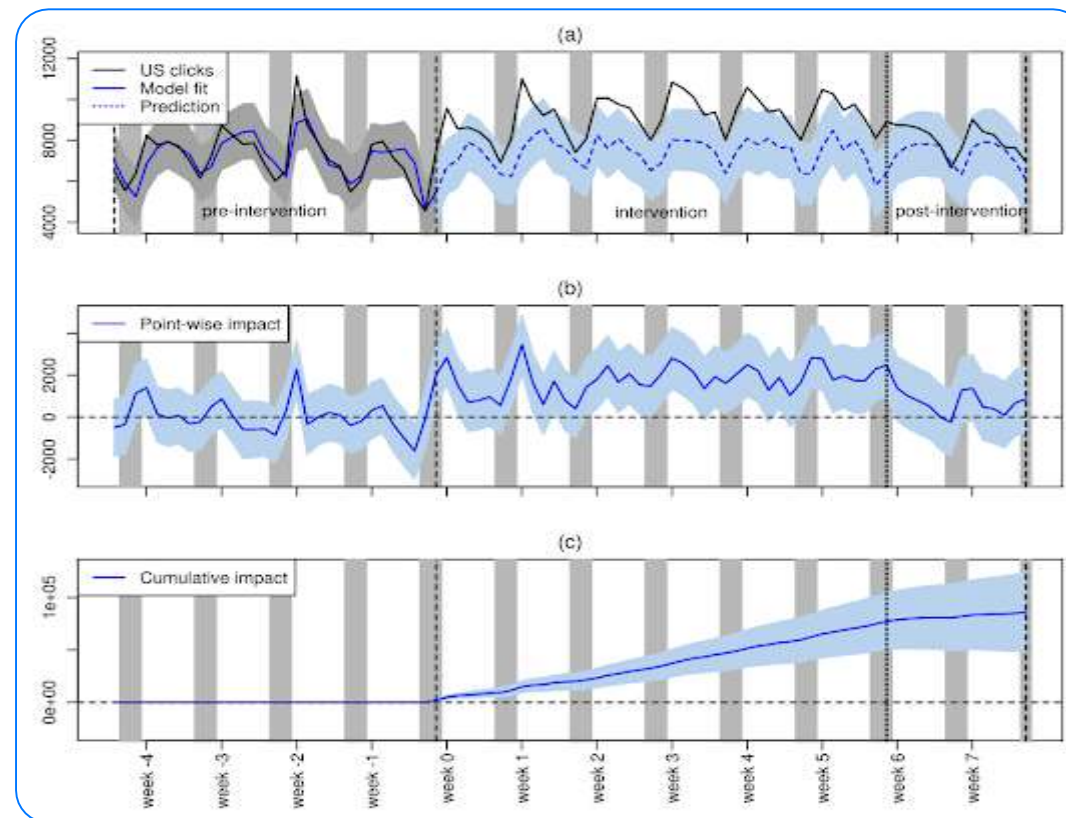 (a)
12000
8000
4000
US clicks
Model fit
Prediction
pre-intervention
intervention
post-intervention
(b)
2000
0
-2000
Point-wise impact
(c)
1e+05
0e+00
Cumulative impact
week -4
week -3
week -2
week -1
week 0
week 1
week 2
week 3
week 4
week 5
week 6
week 7